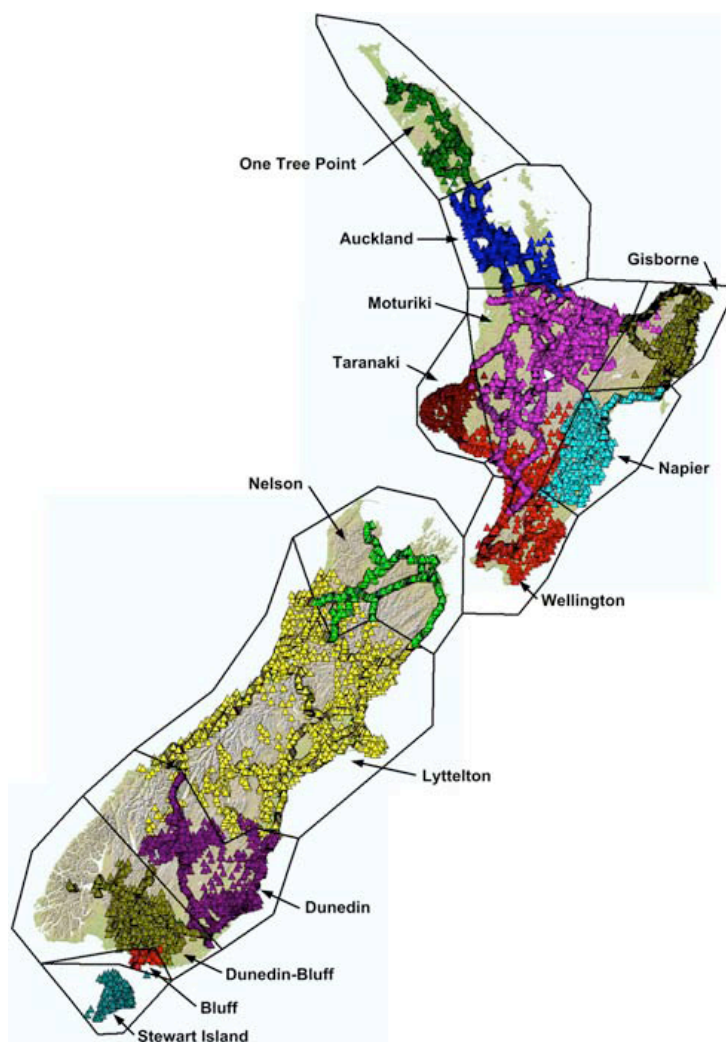 One Tree Point
Auckland
Gisborne
Moturiki
Taranaki
Napier
Nelson
Wellington
Lyttelton
Dunedin
Dunedin-Bluff
Bluff
Stewart Island